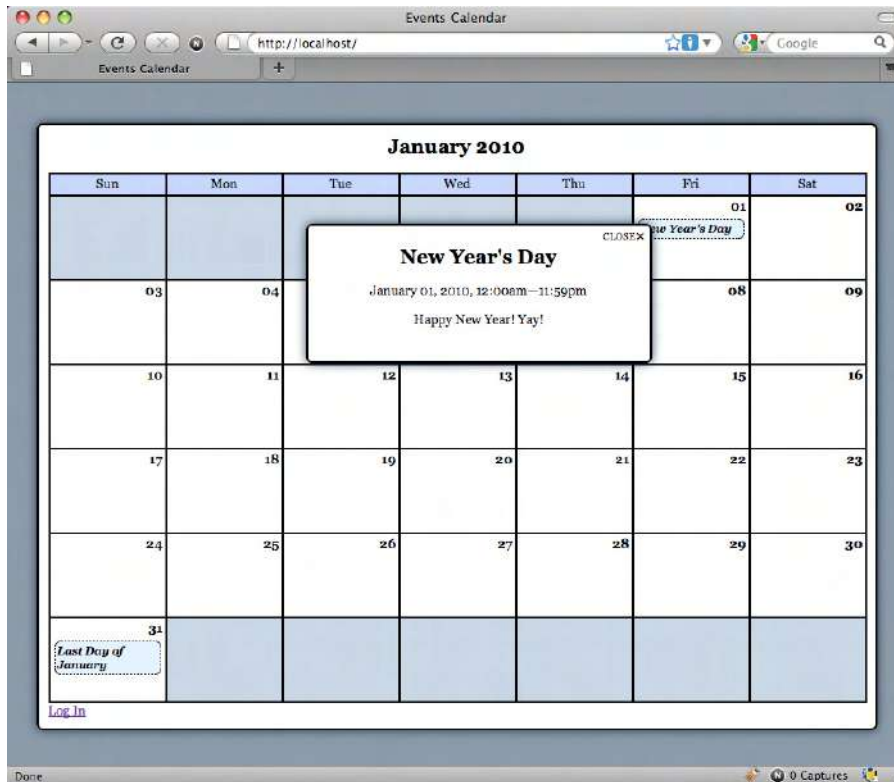 Events Calendar
http://localhost/
Google
Events Calendar
+
January 2010
Sun Mon Tue Wed Thu Fri Sat
01 02
New Year's Day
CLOSE×
New Year's Day
January 01, 2010, 12:00am—11:59pm
Happy New Year! Yay!
03 04 08 09
10 11 12 13 14 15 16
17 18 19 20 21 22 23
24 25 26 27 28 29 30
31
Last Day of
January
Log In
Done
0 Captures